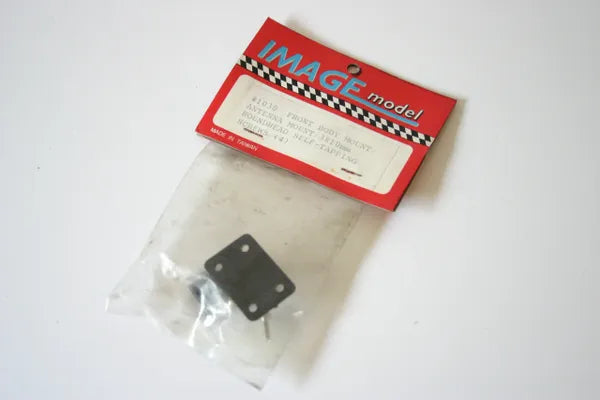 IMAGE model
#1030 FRONT BODY MOUNT/
ANTENNA MOUNT/3X10mm
ROUNDHEAD SELF-TAPPING
SCREWS (4)
MADE IN TAIWAN